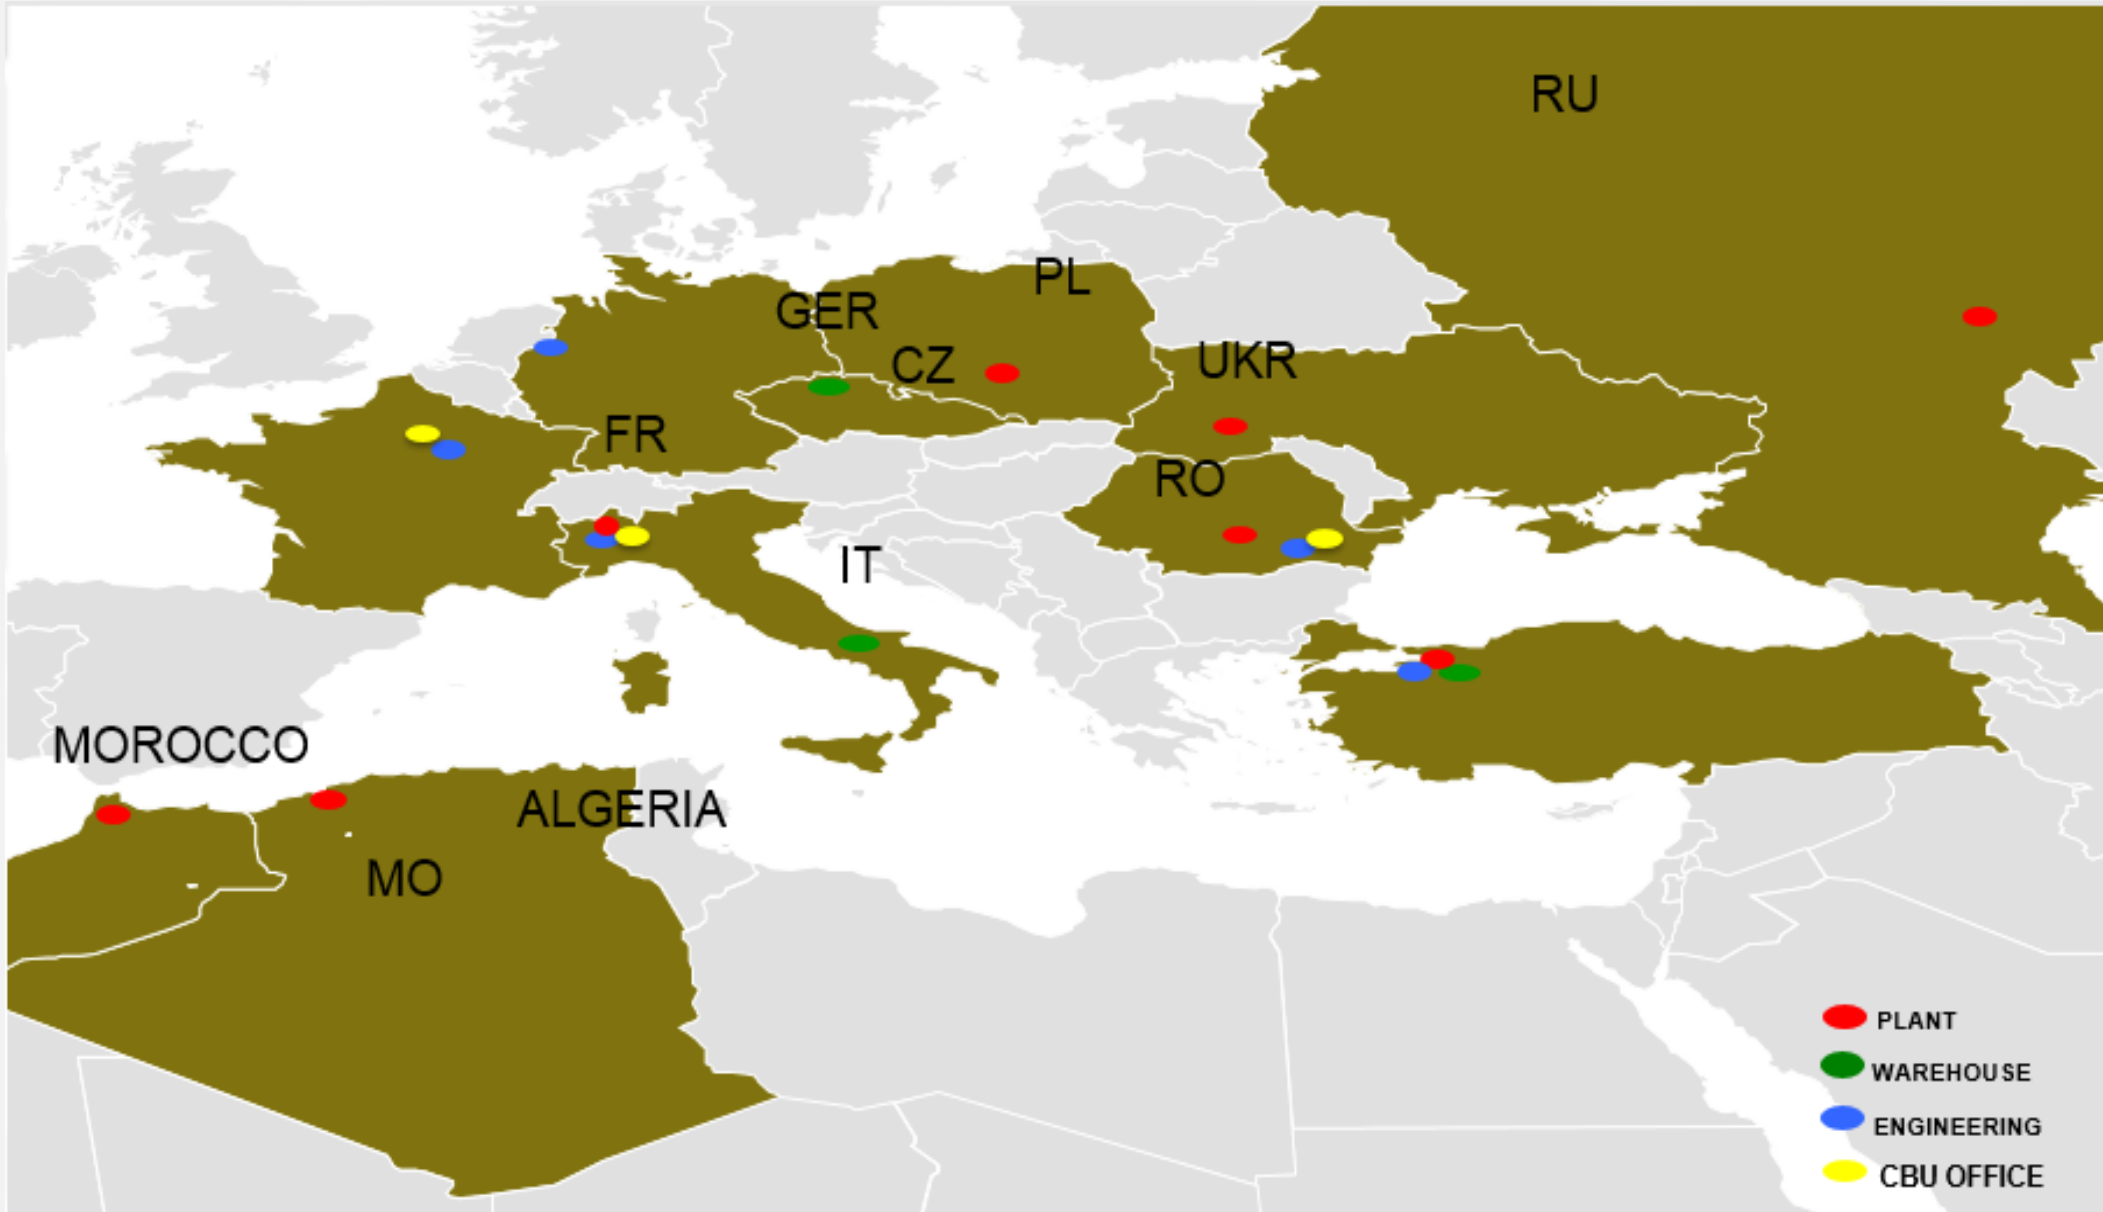 RU
PL
GER
CZ
UKR
FR
RO
IT
MOROCCO
ALGERIA
MO
PLANT
WAREHOUSE
ENGINEERING
CBU OFFICE